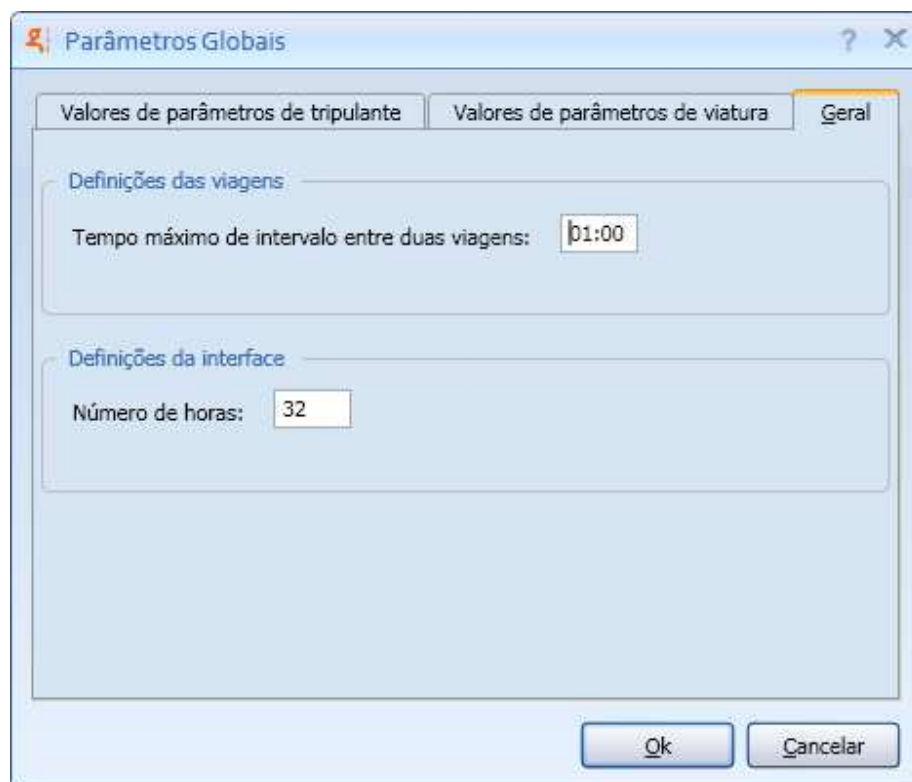 Parâmetros Globais
Valores de parâmetros de tripulante Valores de parâmetros de viatura Geral
Definições das viagens
Tempo máximo de intervalo entre duas viagens: 01:00
Definições da interface
Número de horas: 32
Ok Cancelar